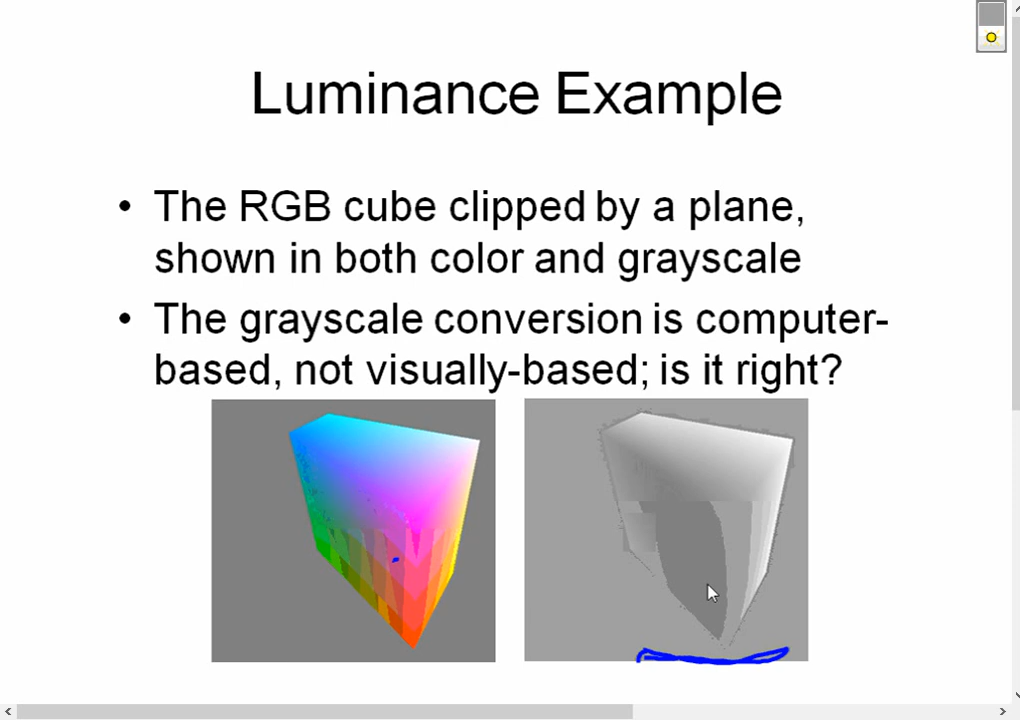 Luminance Example
• The RGB cube clipped by a plane,
shown in both color and grayscale
• The grayscale conversion is computer-
based, not visually-based; is it right?